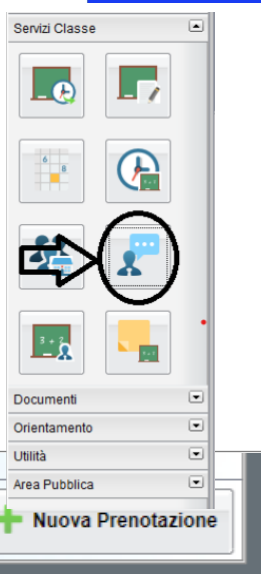 Servizi Classe
Documenti
Orientamento
Utilità
Area Pubblica
Nuova Prenotazione